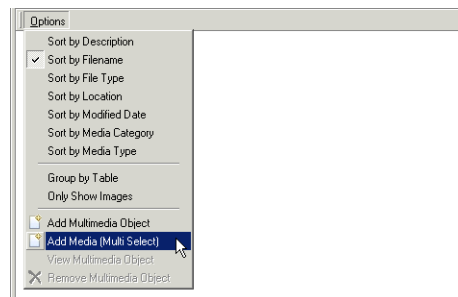 Options
Sort by Description
Sort by Filename
Sort by File Type
Sort by Location
Sort by Modified Date
Sort by Media Category
Sort by Media Type
Group by Table
Only Show Images
Add Multimedia Object
Add Media (Multi Select)
View Multimedia Object
Remove Multimedia Object